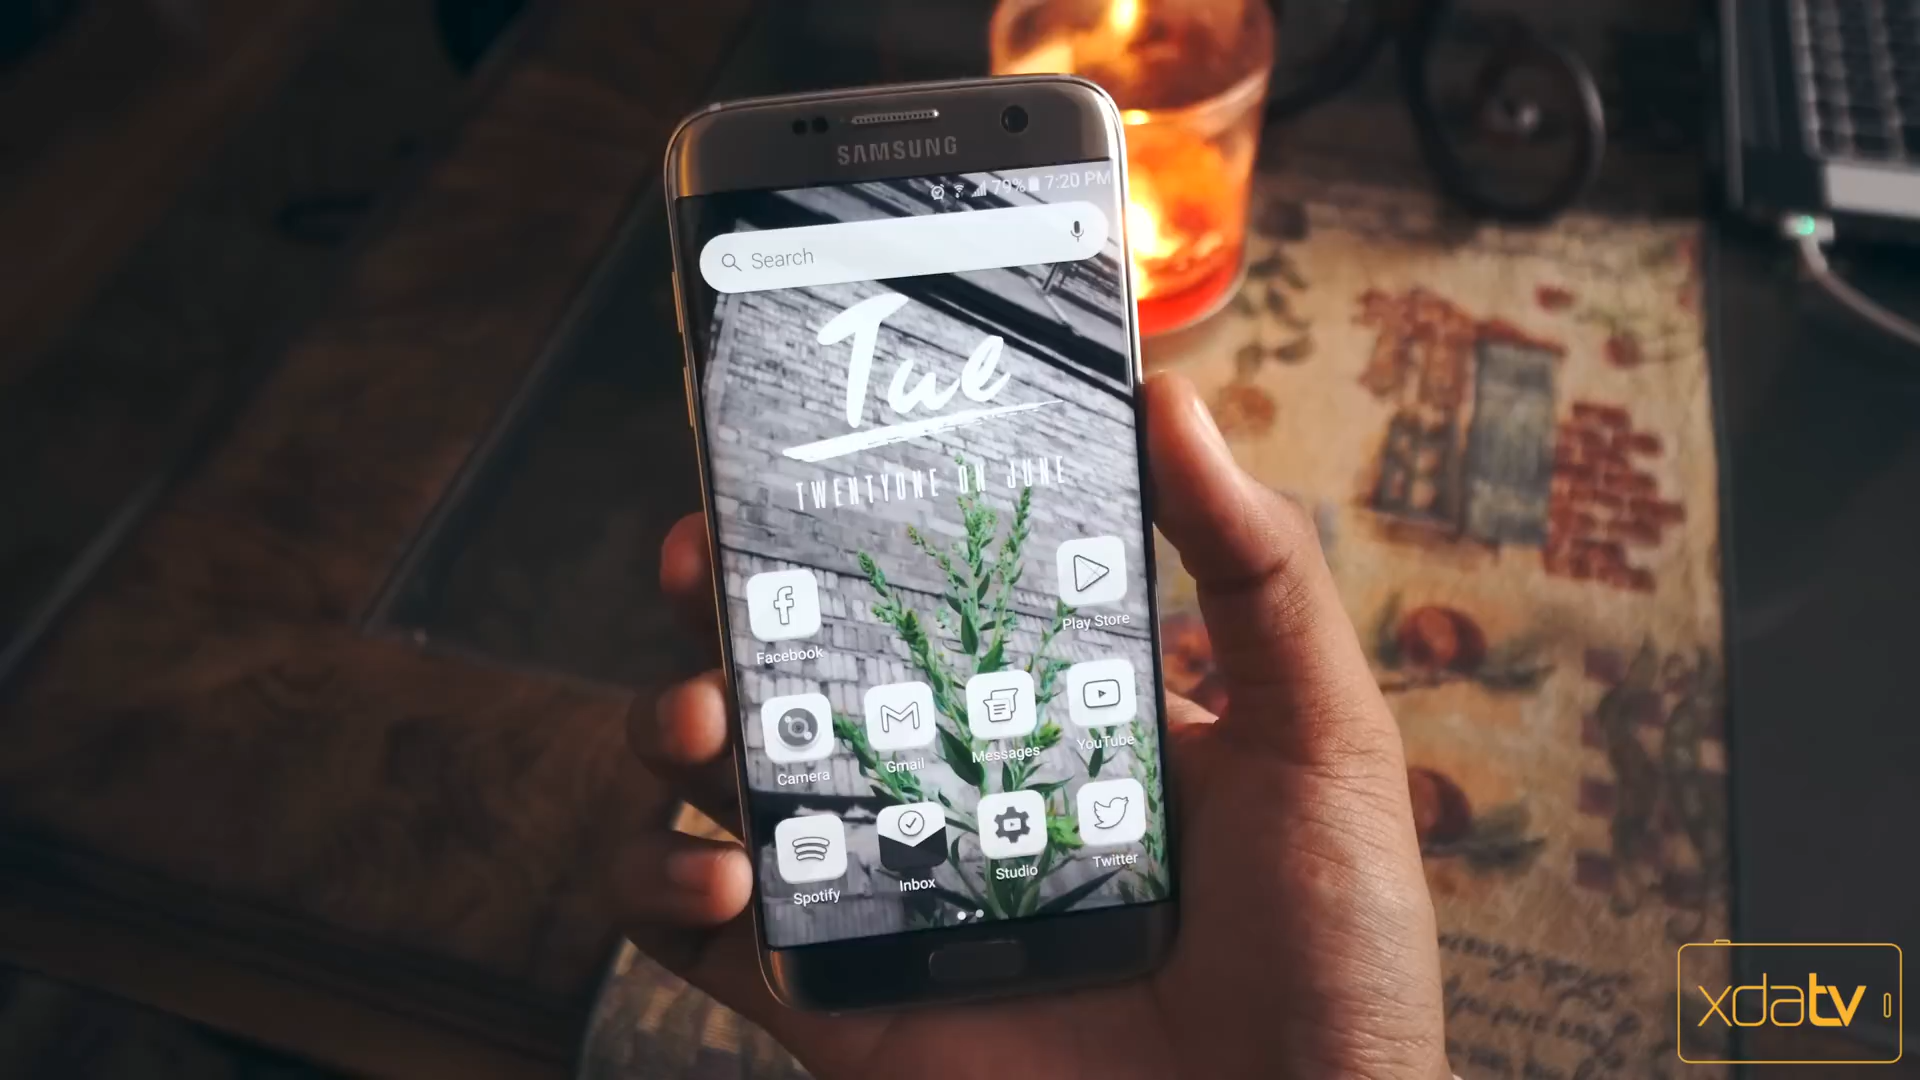 SAMSUNG
79% 7:20 PM
Search
Tue
TWENTYONE ON JUNE
Facebook
Play Store
Camera
Gmail
Messages
YouTube
Spotify
Inbox
Studio
Twitter
xdatv